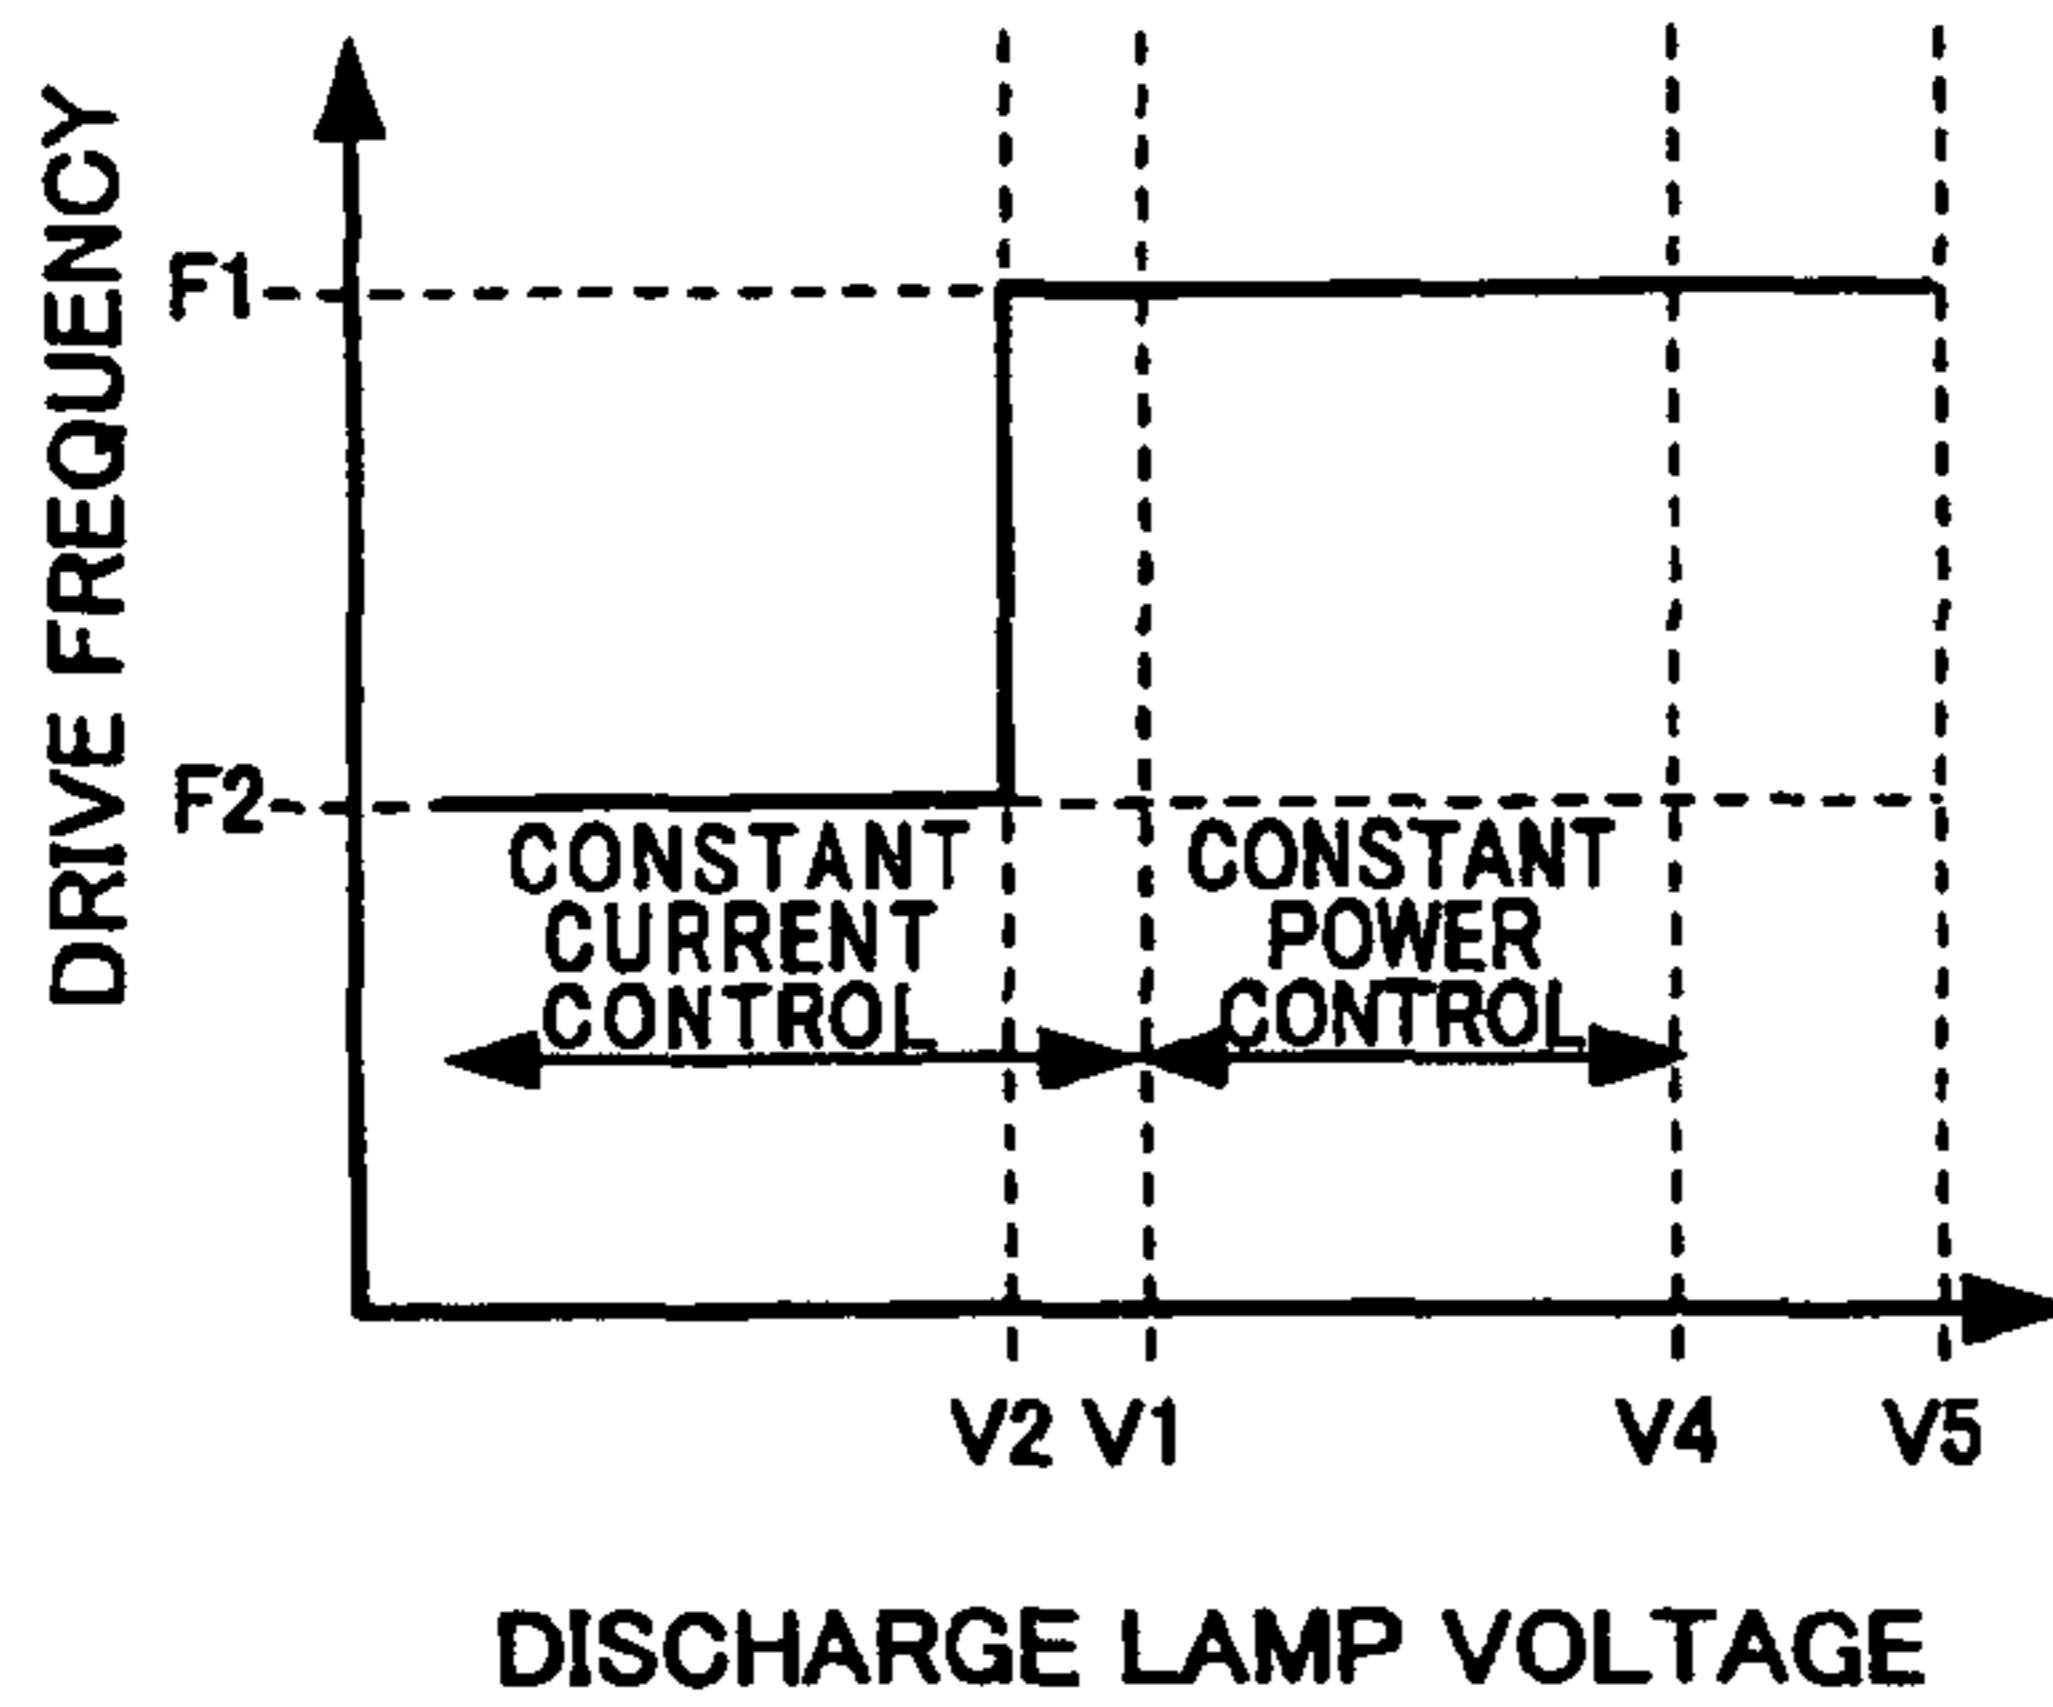 DRIVE FREQUENCY
F1
F2
CONSTANT
CURRENT
CONTROL
CONSTANT
POWER
CONTROL
V2 V1 V4 V5
DISCHARGE LAMP VOLTAGE